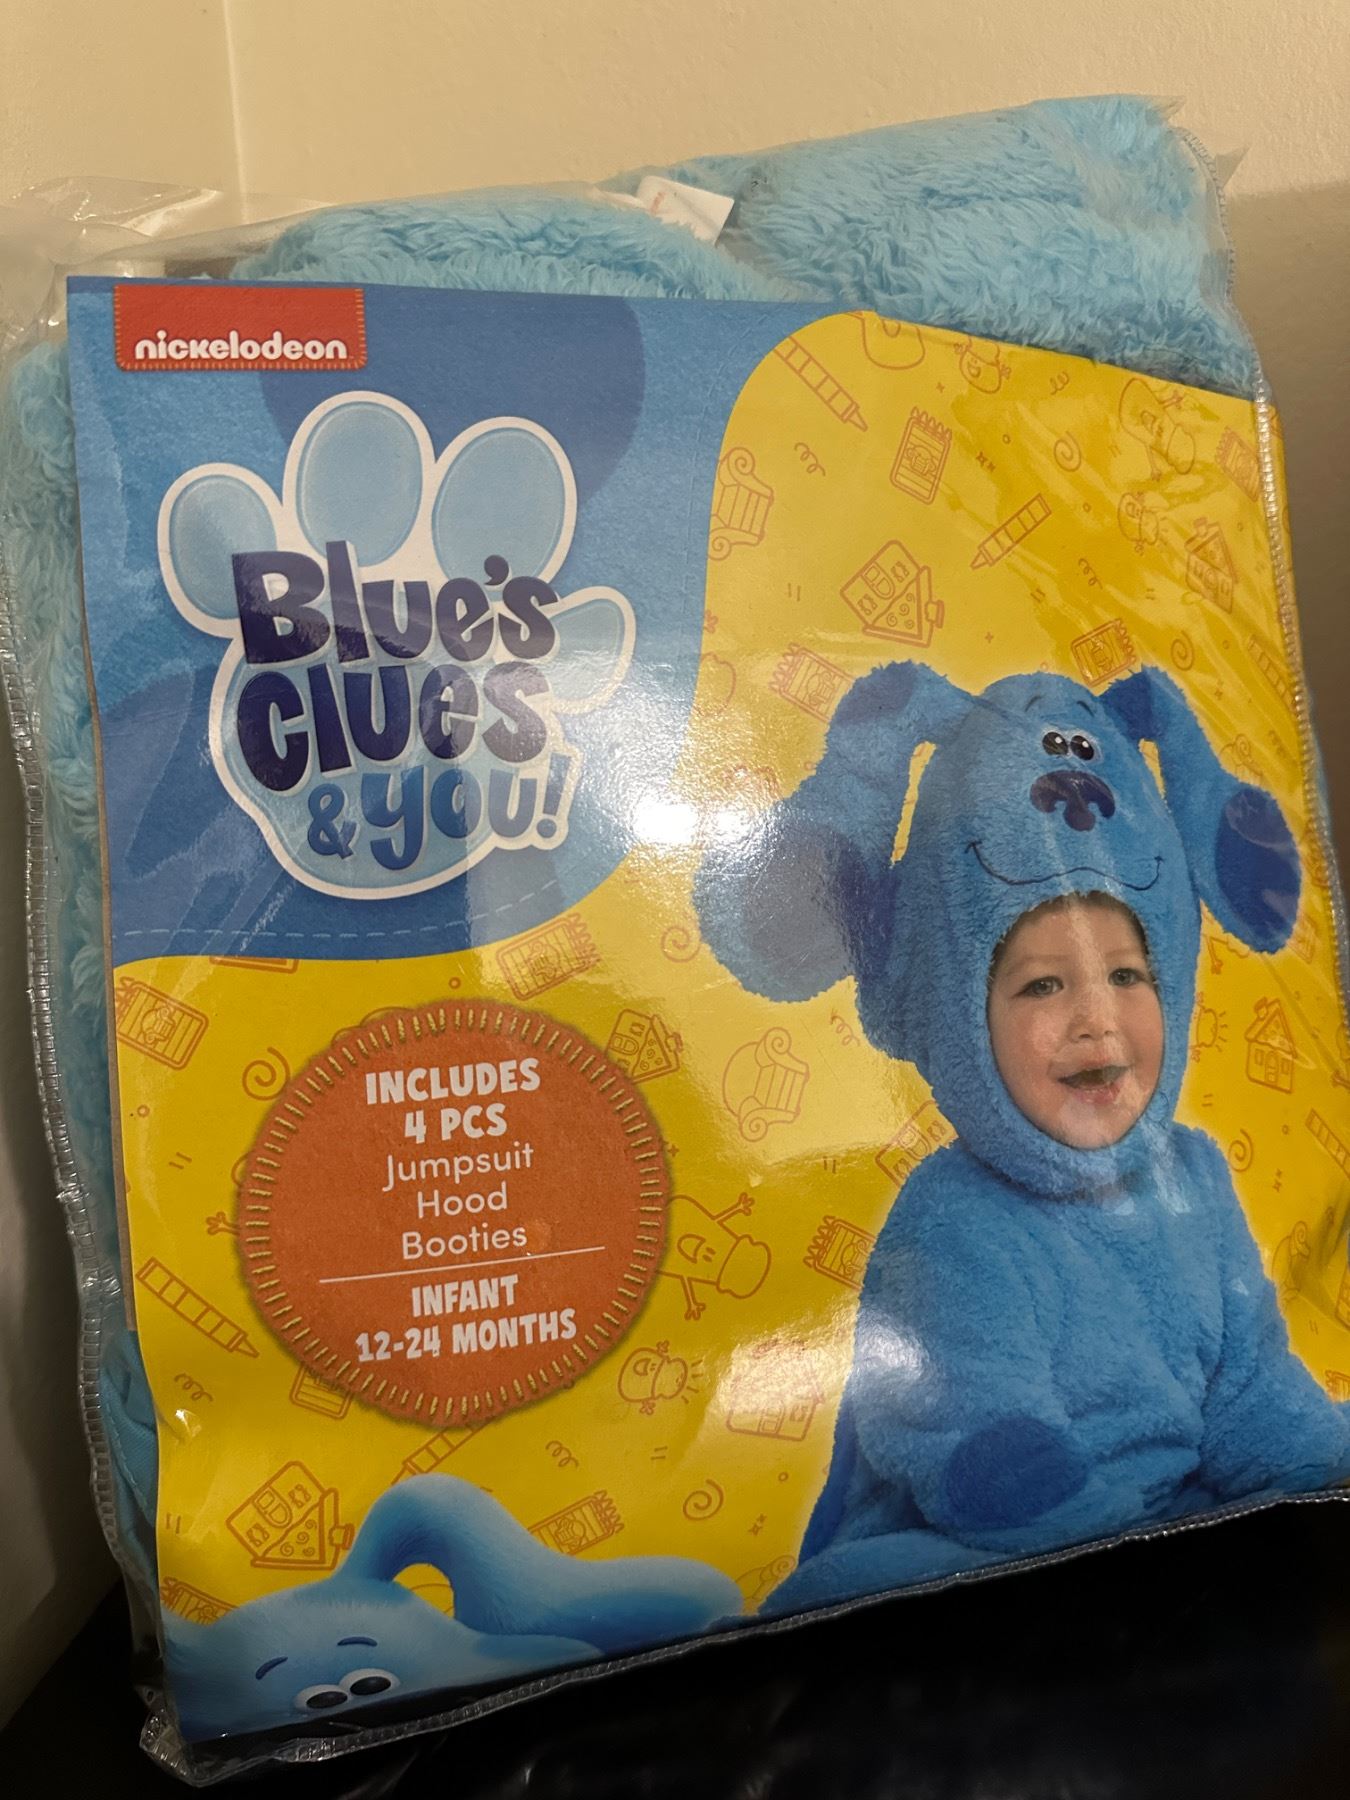 nickelodeon
Blue's
Clues
& you!
INCLUDES
4 PCS
Jumpsuit
Hood
Booties
INFANT
12-24 MONTHS